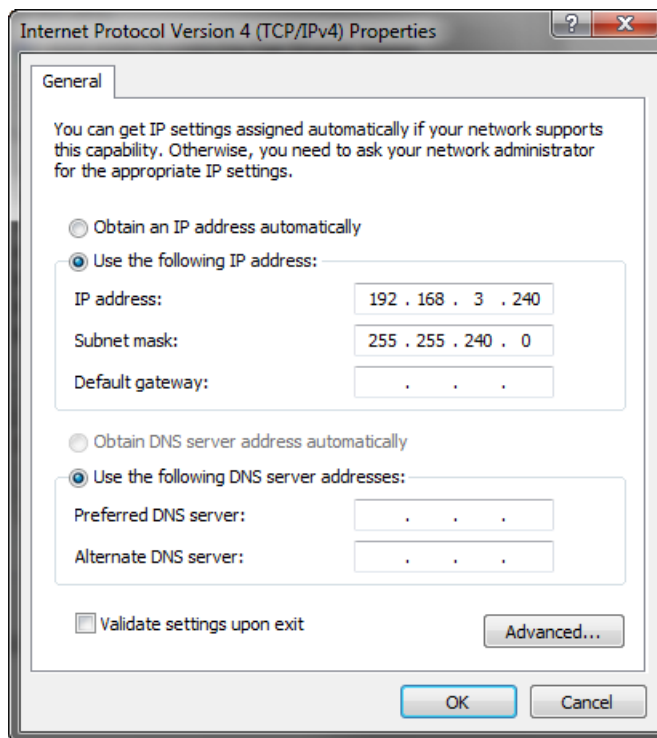 Internet Protocol Version 4 (TCP/IPv4) Properties
?
X
General
You can get IP settings assigned automatically if your network supports
this capability. Otherwise, you need to ask your network administrator
for the appropriate IP settings.
Obtain an IP address automatically
Use the following IP address:
IP address: 192 . 168 . 3 . 240
Subnet mask: 255 . 255 . 240 . 0
Default gateway: . . .
Obtain DNS server address automatically
Use the following DNS server addresses:
Preferred DNS server: . . .
Alternate DNS server: . . .
Validate settings upon exit
Advanced...
OK Cancel